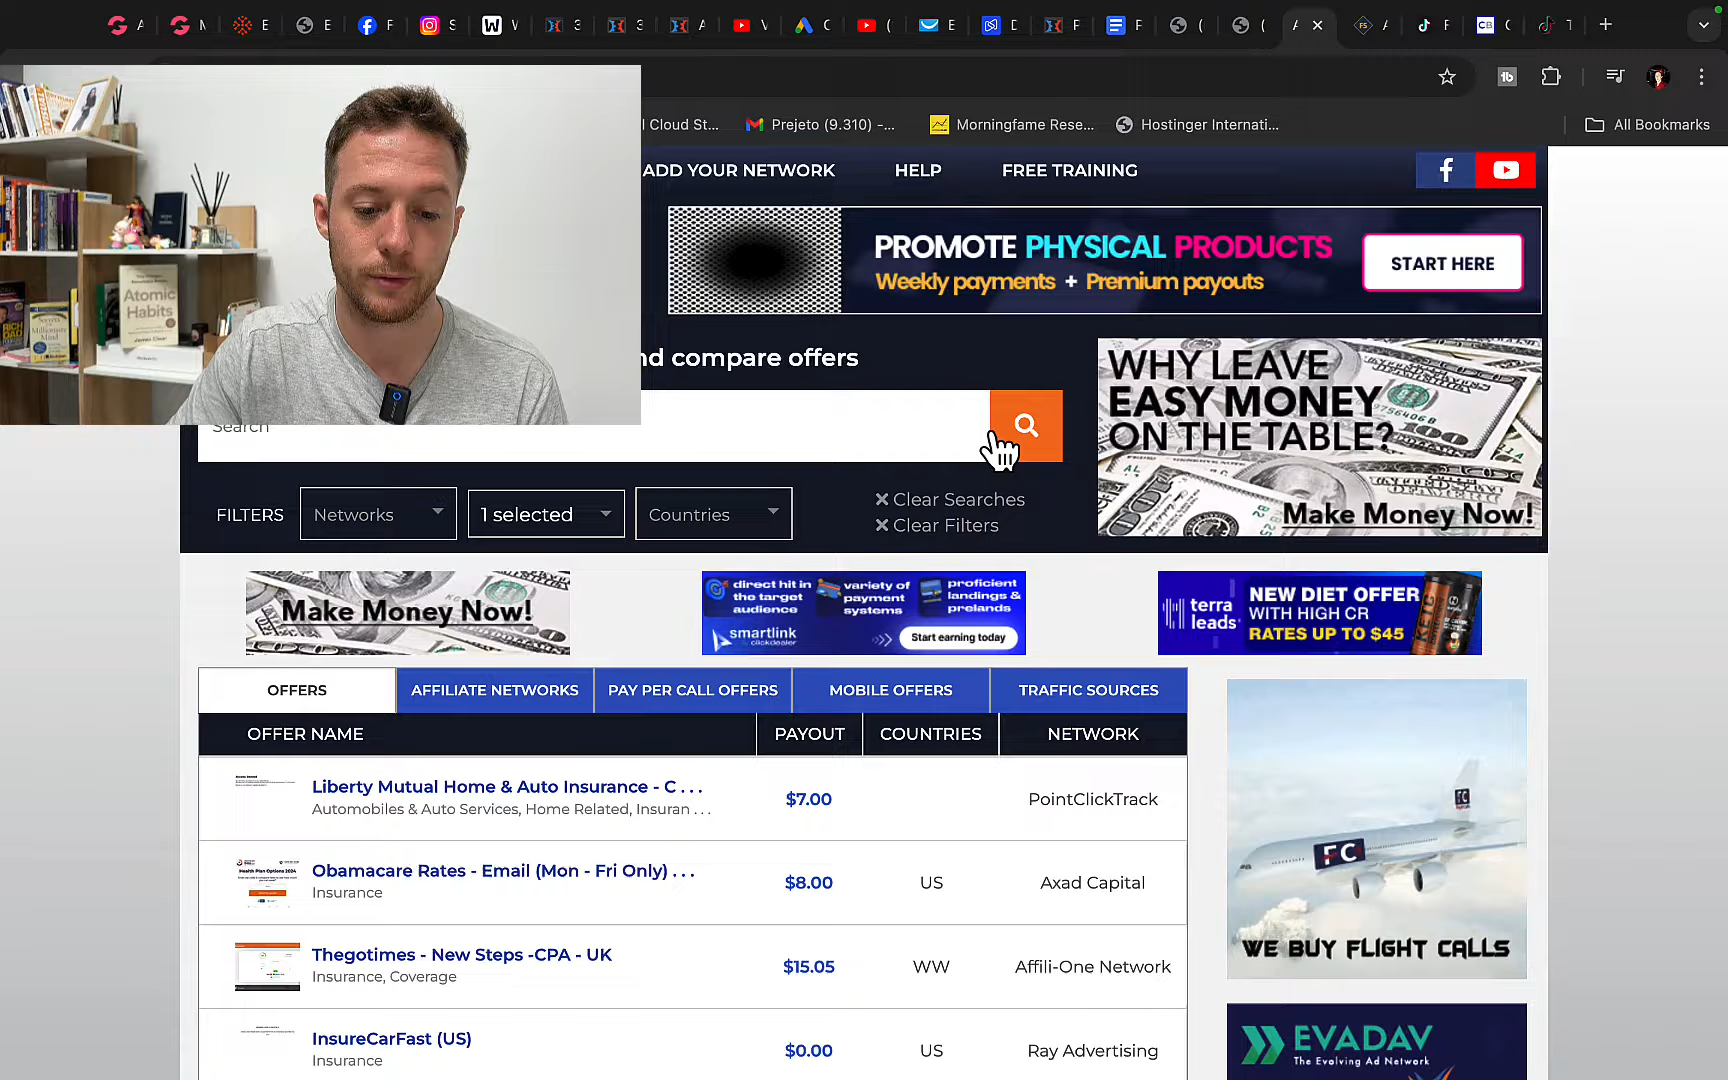 l Cloud St...
Prejeto (9.310) -...
Morningfame Rese...
Hostinger Internati...
All Bookmarks
ADD YOUR NETWORK
HELP
FREE TRAINING
PROMOTE PHYSICAL PRODUCTS
Weekly payments + Premium payouts
START HERE
nd compare offers
WHY LEAVE
EASY MONEY
ON THE TABLE?
Make Money Now!
Search
FILTERS
Networks
1 selected
Countries
Clear Searches
Clear Filters
Make Money Now!
direct hit in
the target
audience
variety of
payment
systems
proficient
landings &
prelands
smartlink
clickdealer
Start earning today
terra
leads
NEW DIET OFFER
WITH HIGH CR
RATES UP TO $45
OFFERS
AFFILIATE NETWORKS
PAY PER CALL OFFERS
MOBILE OFFERS
TRAFFIC SOURCES
OFFER NAME
PAYOUT
COUNTRIES
NETWORK
Liberty Mutual Home & Auto Insurance - C . . .
Automobiles & Auto Services, Home Related, Insuran . . .
$7.00
PointClickTrack
Obamacare Rates - Email (Mon - Fri Only) . . .
Insurance
$8.00
US
Axad Capital
Thegotimes - New Steps -CPA - UK
Insurance, Coverage
$15.05
WW
Affili-One Network
InsureCarFast (US)
Insurance
$0.00
US
Ray Advertising
FC
WE BUY FLIGHT CALLS
EVADAV
The Evolving Ad Network
Atomic
Habits
James Clear
RICH
DAD
Millionaire
Mind